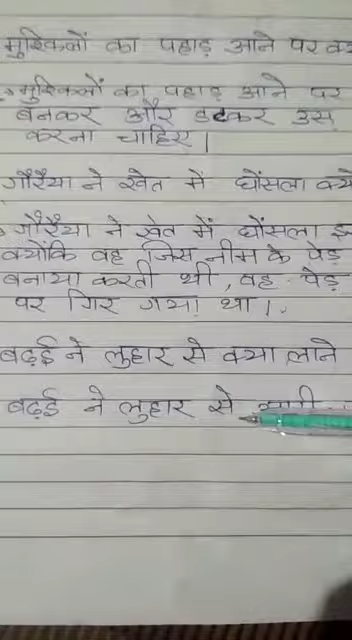 मुश्किलों का पहाड़ आने पर
मुश्किलों का पहाड़ आने पर
बनकर और डटकर उस
करना चाहिए।
गौरैया ने खेत में घोंसला क्यों
गौरैया ने खेत में घोंसला इ
क्योंकि वह जिस नीम के पेड़
बनाया करती थी, वह पेड़
पर गिर गया था।
बढ़ई ने लुहार से क्या लाने
बढ़ई ने लुहार से